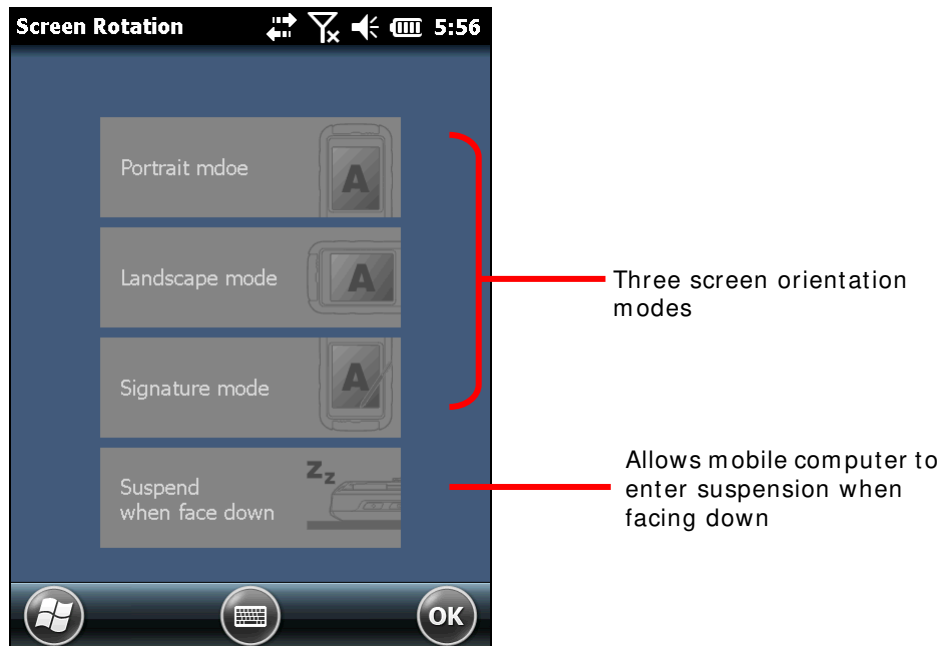 Screen Rotation 5:56
Portrait mdoe
A
Landscape mode
A
Signature mode
A
Suspend
when face down
Zz
OK
Three screen orientation
modes
Allows mobile computer to
enter suspension when
facing down